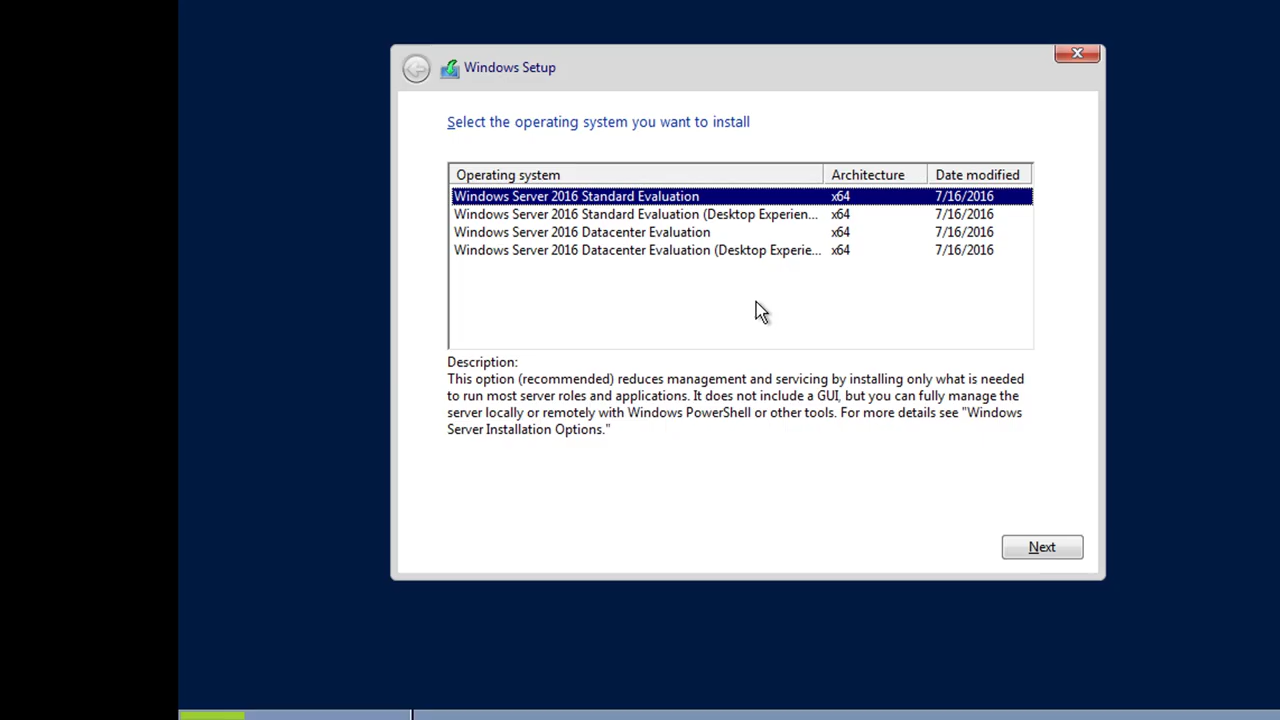 Windows Setup
Select the operating system you want to install
Operating system Architecture Date modified
Windows Server 2016 Standard Evaluation x64 7/16/2016
Windows Server 2016 Standard Evaluation (Desktop Experien... x64 7/16/2016
Windows Server 2016 Datacenter Evaluation x64 7/16/2016
Windows Server 2016 Datacenter Evaluation (Desktop Experie... x64 7/16/2016
Description:
This option (recommended) reduces management and servicing by installing only what is needed
to run most server roles and applications. It does not include a GUI, but you can fully manage the
server locally or remotely with Windows PowerShell or other tools. For more details see "Windows
Server Installation Options."
Next